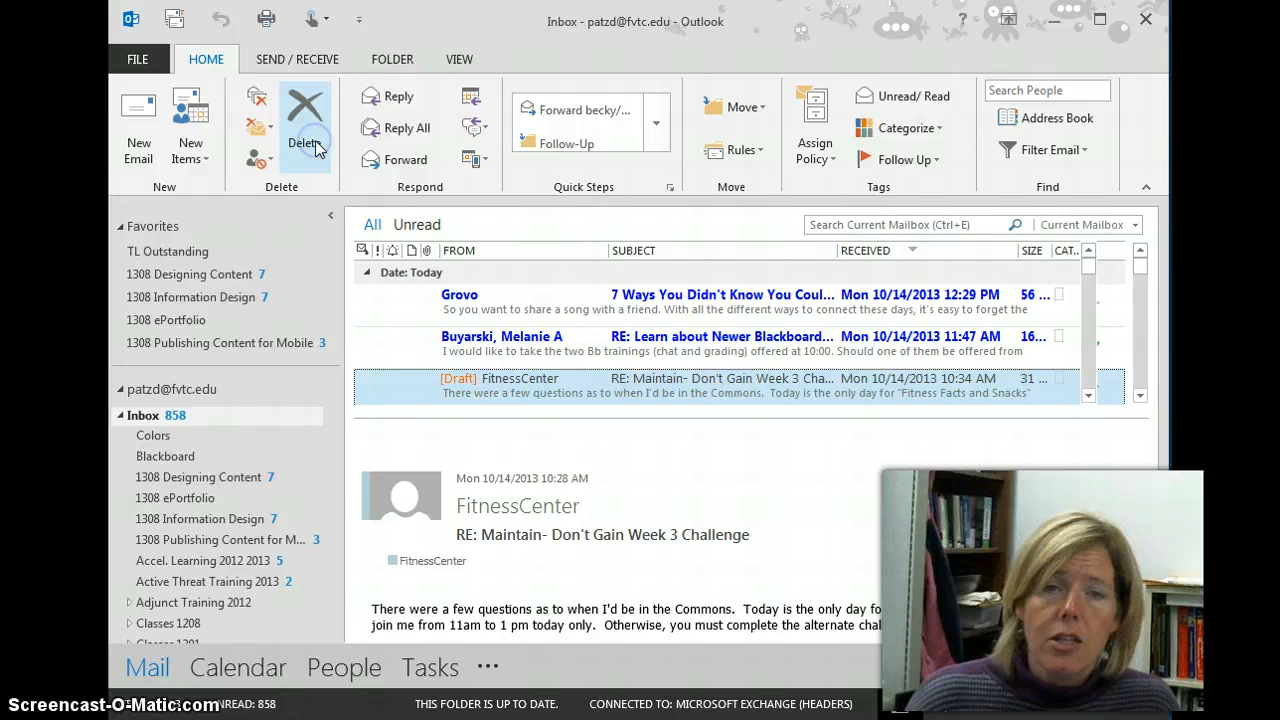 Inbox - patzd@fvtc.edu - Outlook
?
FILE HOME SEND / RECEIVE FOLDER VIEW
New Email
New Items
New
Delete
Delete
Reply
Reply All
Forward
Respond
Forward becky/...
Follow-Up
Quick Steps
Move
Rules
Move
Assign Policy
Unread/ Read
Categorize
Follow Up
Tags
Search People
Address Book
Filter Email
Find
Favorites
TL Outstanding
1308 Designing Content 7
1308 Information Design 7
1308 ePortfolio
1308 Publishing Content for Mobile 3
patzd@fvtc.edu
Inbox 858
Colors
Blackboard
1308 Designing Content 7
1308 ePortfolio
1308 Information Design 7
1308 Publishing Content for M... 3
Accel. Learning 2012 2013 5
Active Threat Training 2013 2
Adjunct Training 2012
Classes 1208
All Unread
Search Current Mailbox (Ctrl+E) Current Mailbox
! FROM SUBJECT RECEIVED SIZE CAT...
Date: Today
Grovo 7 Ways You Didn't Know You Coul... Mon 10/14/2013 12:29 PM 56 ...
So you want to share a song with a friend. With all the different ways to connect these days, it's easy to forget the
Buyarski, Melanie A RE: Learn about Newer Blackboard... Mon 10/14/2013 11:47 AM 16...
I would like to take the two Bb trainings (chat and grading) offered at 10:00. Should one of them be offered from
[Draft] FitnessCenter RE: Maintain- Don't Gain Week 3 Cha... Mon 10/14/2013 10:34 AM 31 ...
There were a few questions as to when I'd be in the Commons. Today is the only day for "Fitness Facts and Snacks"
Mon 10/14/2013 10:28 AM
FitnessCenter
RE: Maintain- Don't Gain Week 3 Challenge
FitnessCenter
There were a few questions as to when I'd be in the Commons. Today is the only day fo
join me from 11am to 1 pm today only. Otherwise, you must complete the alternate chal
Mail Calendar People Tasks ...
Screencast-O-Matic.com
READ: 858 THIS FOLDER IS UP TO DATE. CONNECTED TO: MICROSOFT EXCHANGE (HEADERS)